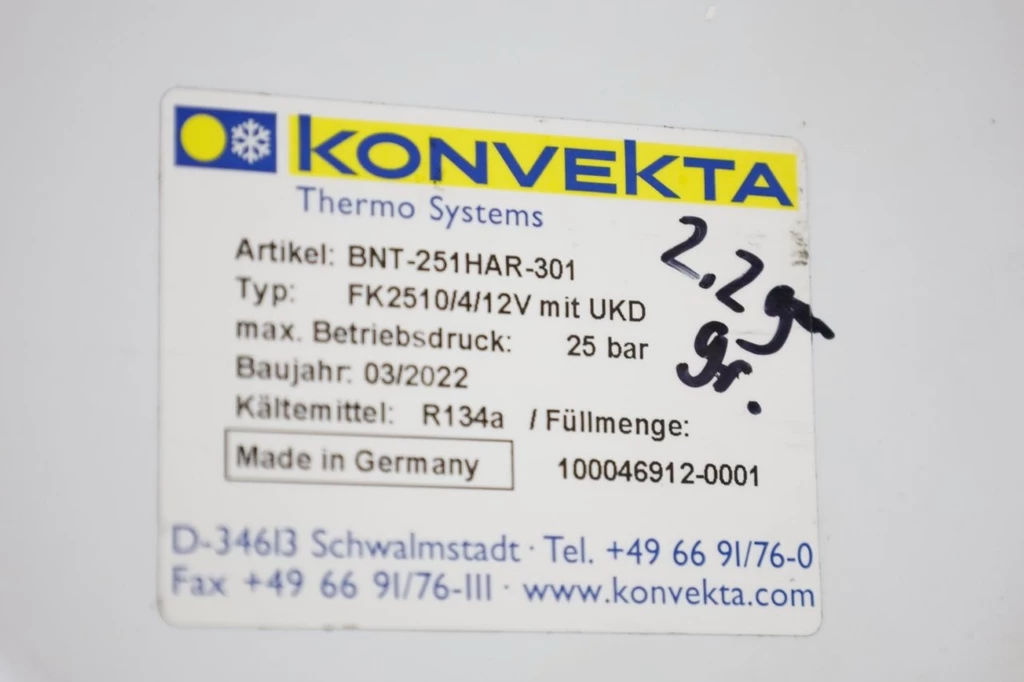 KONVEKTA
Thermo Systems
Artikel: BNT-251HAR-301
Typ: FK2510/4/12V mit UKD
max. Betriebsdruck: 25 bar
Baujahr: 03/2022
Kältemittel: R134a / Füllmenge:
Made in Germany 100046912-0001
2.2
gr.
D-34613 Schwalmstadt · Tel. +49 66 91/76-0
Fax +49 66 91/76-111 · www.konvekta.com